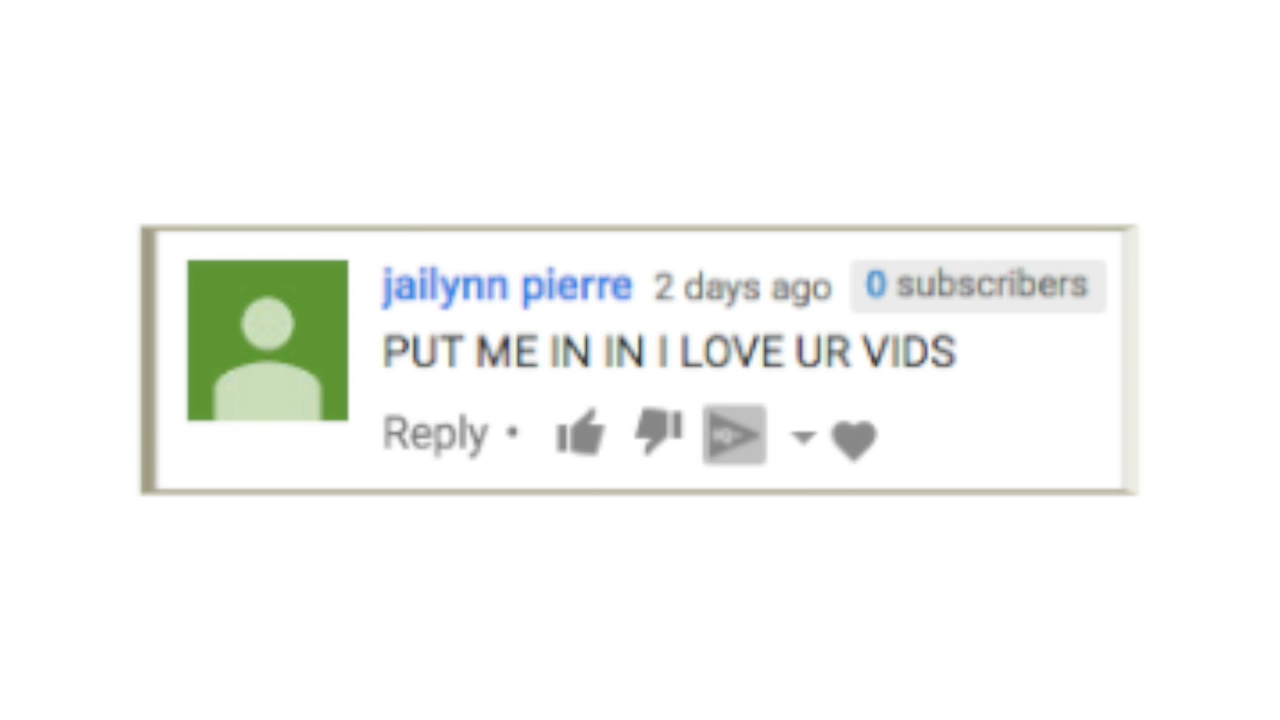 jailynn pierre 2 days ago 0 subscribers
PUT ME IN IN I LOVE UR VIDS
Reply •